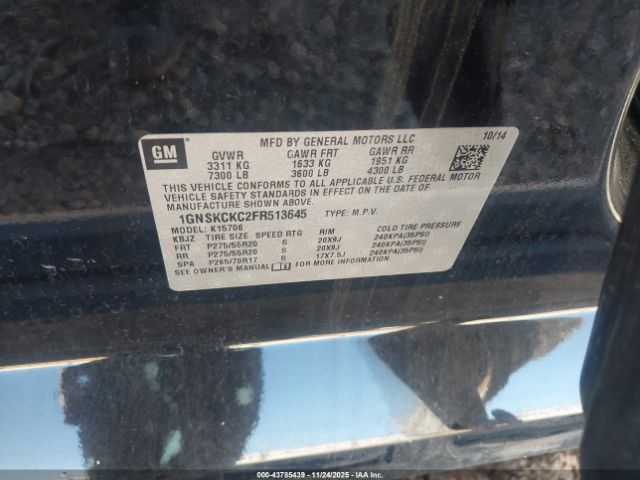 GM
MFD BY GENERAL MOTORS LLC 10/14
GVWR GAWR FRT GAWR RR
3311 KG 1633 KG 1951 KG
7300 LB 3600 LB 4300 LB
THIS VEHICLE CONFORMS TO ALL APPLICABLE U.S. FEDERAL MOTOR
VEHICLE SAFETY STANDARDS IN EFFECT ON THE DATE OF
MANUFACTURE SHOWN ABOVE.
1GNSKCKC2FR513645 TYPE: M.P.V.
MODEL: K15706
KBJZ TIRE SIZE SPEED RTG RIM COLD TIRE PRESSURE
FRT P275/55R20 S 20X9J 240KPA(35PSI)
RR P275/55R20 S 20X9J 240KPA(35PSI)
SPA P265/70R17 S 17X7.5J 240KPA(35PSI)
SEE OWNER'S MANUAL FOR MORE INFORMATION.
00-43785439 11/24/2025 Copart